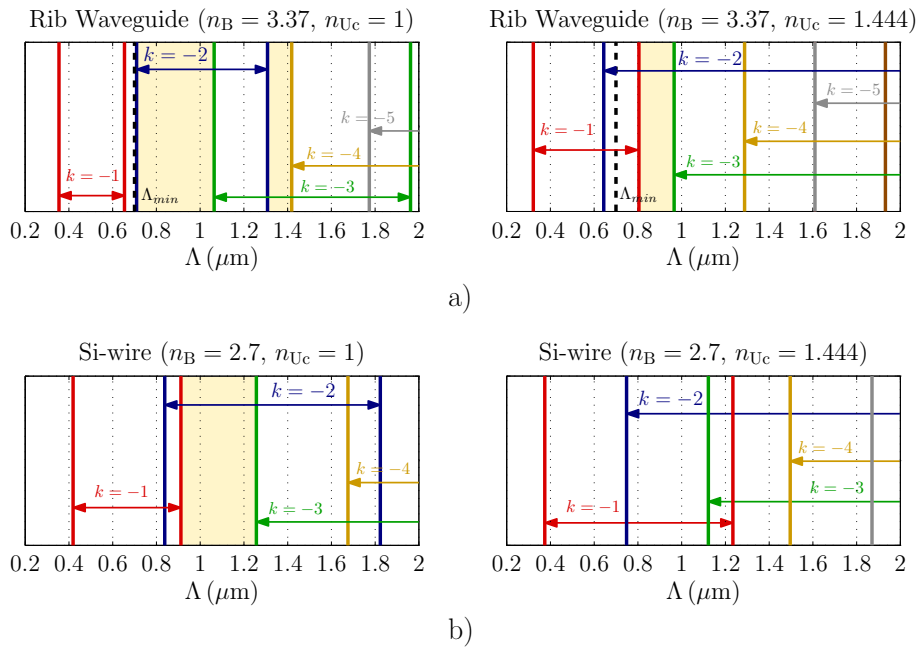 Rib Waveguide (n_B = 3.37, n_Uc = 1)
k = −2
k = −5
k = −4
k = −1
Λ_min
k = −3
0.2 0.4 0.6 0.8 1 1.2 1.4 1.6 1.8 2
Λ (μm)
Rib Waveguide (n_B = 3.37, n_Uc = 1.444)
k = −2
k = −5
k = −1
k = −4
k = −3
Λ_min
0.2 0.4 0.6 0.8 1 1.2 1.4 1.6 1.8 2
Λ (μm)
a)
Si-wire (n_B = 2.7, n_Uc = 1)
k = −2
k = −4
k = −1
k = −3
0.2 0.4 0.6 0.8 1 1.2 1.4 1.6 1.8 2
Λ (μm)
Si-wire (n_B = 2.7, n_Uc = 1.444)
k = −2
k = −4
k = −3
k = −1
0.2 0.4 0.6 0.8 1 1.2 1.4 1.6 1.8 2
Λ (μm)
b)